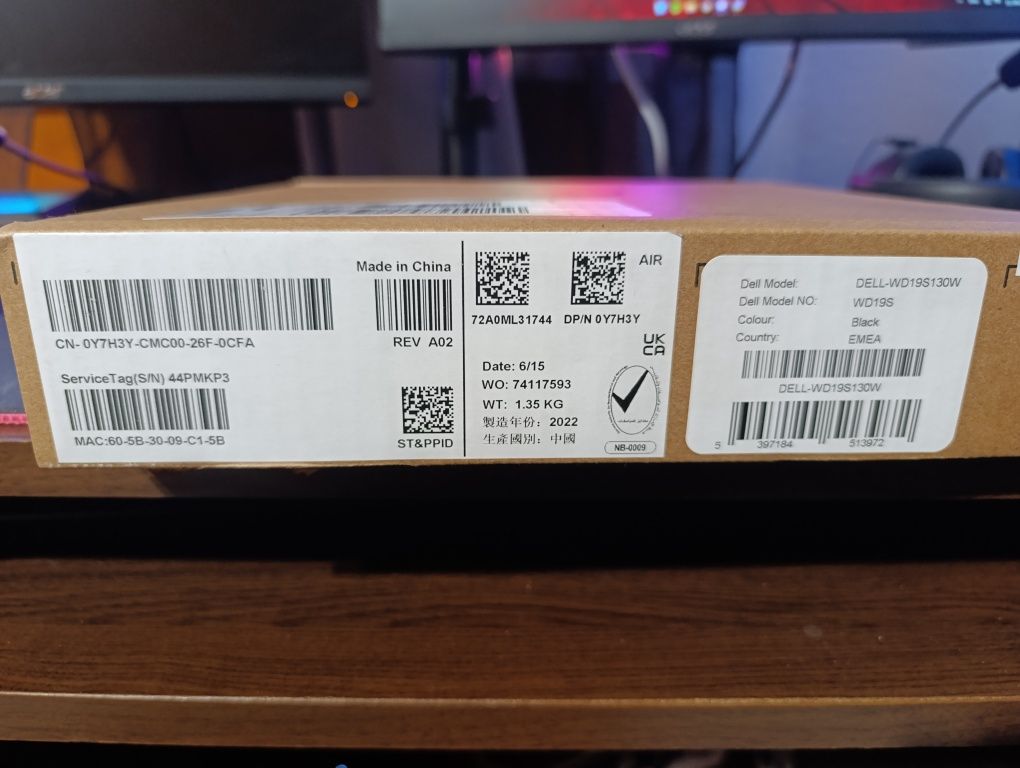 Made in China
CN- 0Y7H3Y-CMC00-26F-0CFA
REV A02
ServiceTag(S/N) 44PMKP3
MAC:60-5B-30-09-C1-5B
ST&PPID
AIR
72A0ML31744 DP/N 0Y7H3Y
UK
CA
Date: 6/15
WO: 74117593
WT: 1.35 KG
製造年份: 2022
生產國別: 中國
NB-0009
Dell Model: DELL-WD19S130W
Dell Model NO: WD19S
Colour: Black
Country: EMEA
DELL-WD19S130W
5 397184 513972